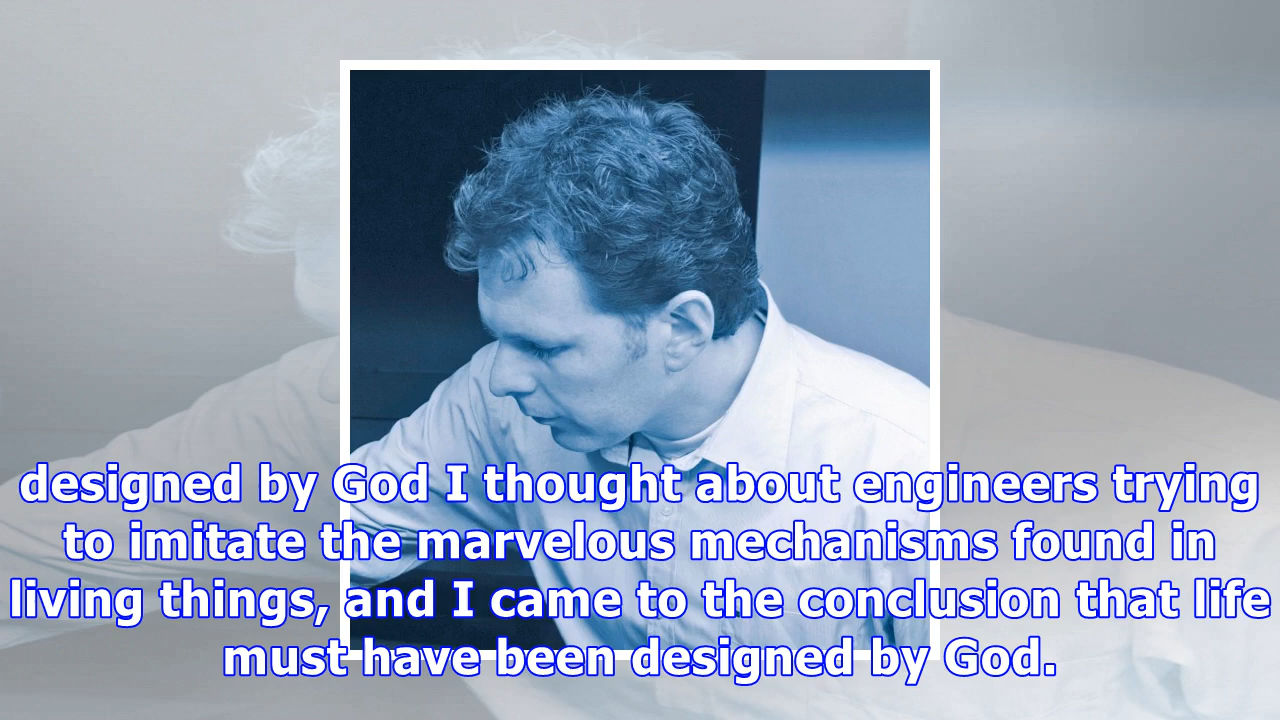 designed by God I thought about engineers trying
to imitate the marvelous mechanisms found in
living things, and I came to the conclusion that life
must have been designed by God.